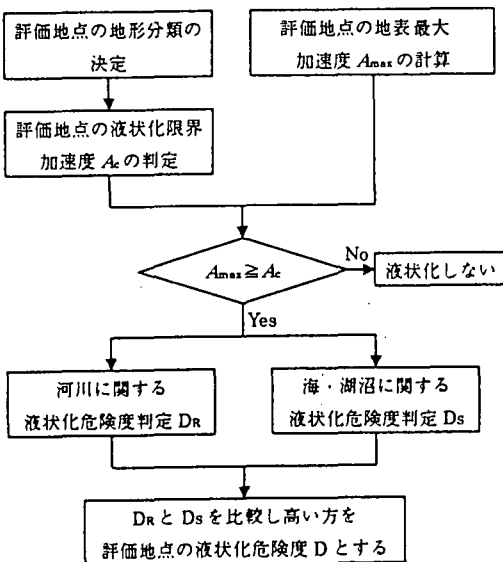 評価地点の地形分類の
決定
評価地点の地表最大
加速度 Amax の計算
評価地点の液状化限界
加速度 Ac の判定
Amax ≧ Ac
No
液状化しない
Yes
河川に関する
液状化危険度判定 DR
海・湖沼に関する
液状化危険度判定 Ds
DR と Ds を比較し高い方を
評価地点の液状化危険度 D とする